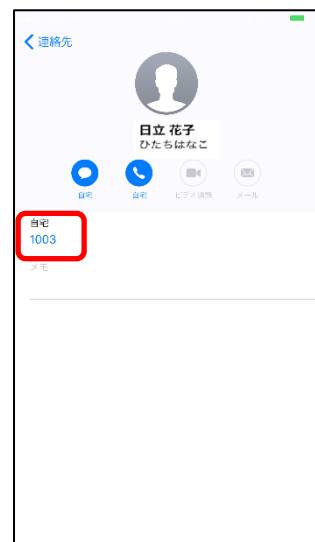 連絡先
日立 花子
ひたちはなこ
自宅 自宅 ビデオ通話 メール
自宅
1003
メモ